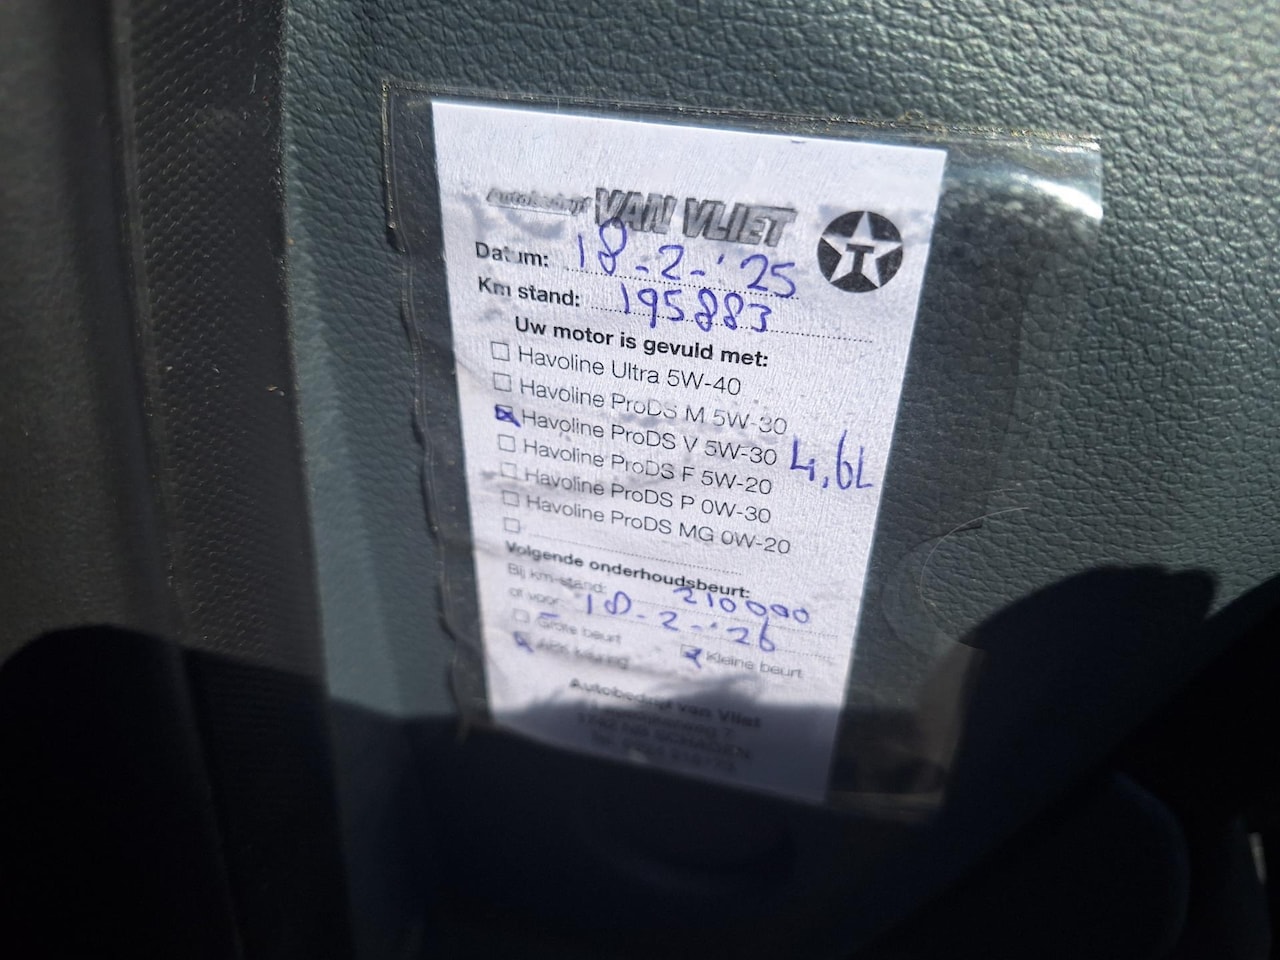 Autobedrijf VAN VLIET
T
Datum: 18-2-'25
Km stand: 195883
Uw motor is gevuld met:
Havoline Ultra 5W-40
Havoline ProDS M 5W-30
Havoline ProDS V 5W-30 4,6L
Havoline ProDS F 5W-20
Havoline ProDS P 0W-30
Havoline ProDS MG 0W-20
Volgende onderhoudsbeurt:
Bij km-stand: 210000
of voor 18-2-'26
Grote beurt
Kleine beurt
Autobedrijf van Vliet